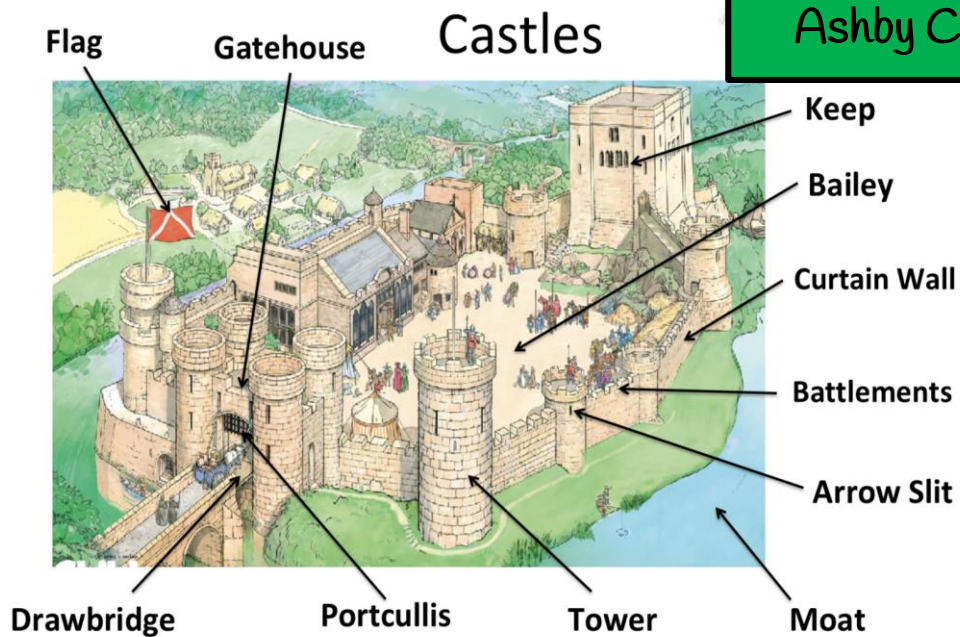 Castles
Ashby C
Flag
Gatehouse
Keep
Bailey
Curtain Wall
Battlements
Arrow Slit
Drawbridge
Portcullis
Tower
Moat